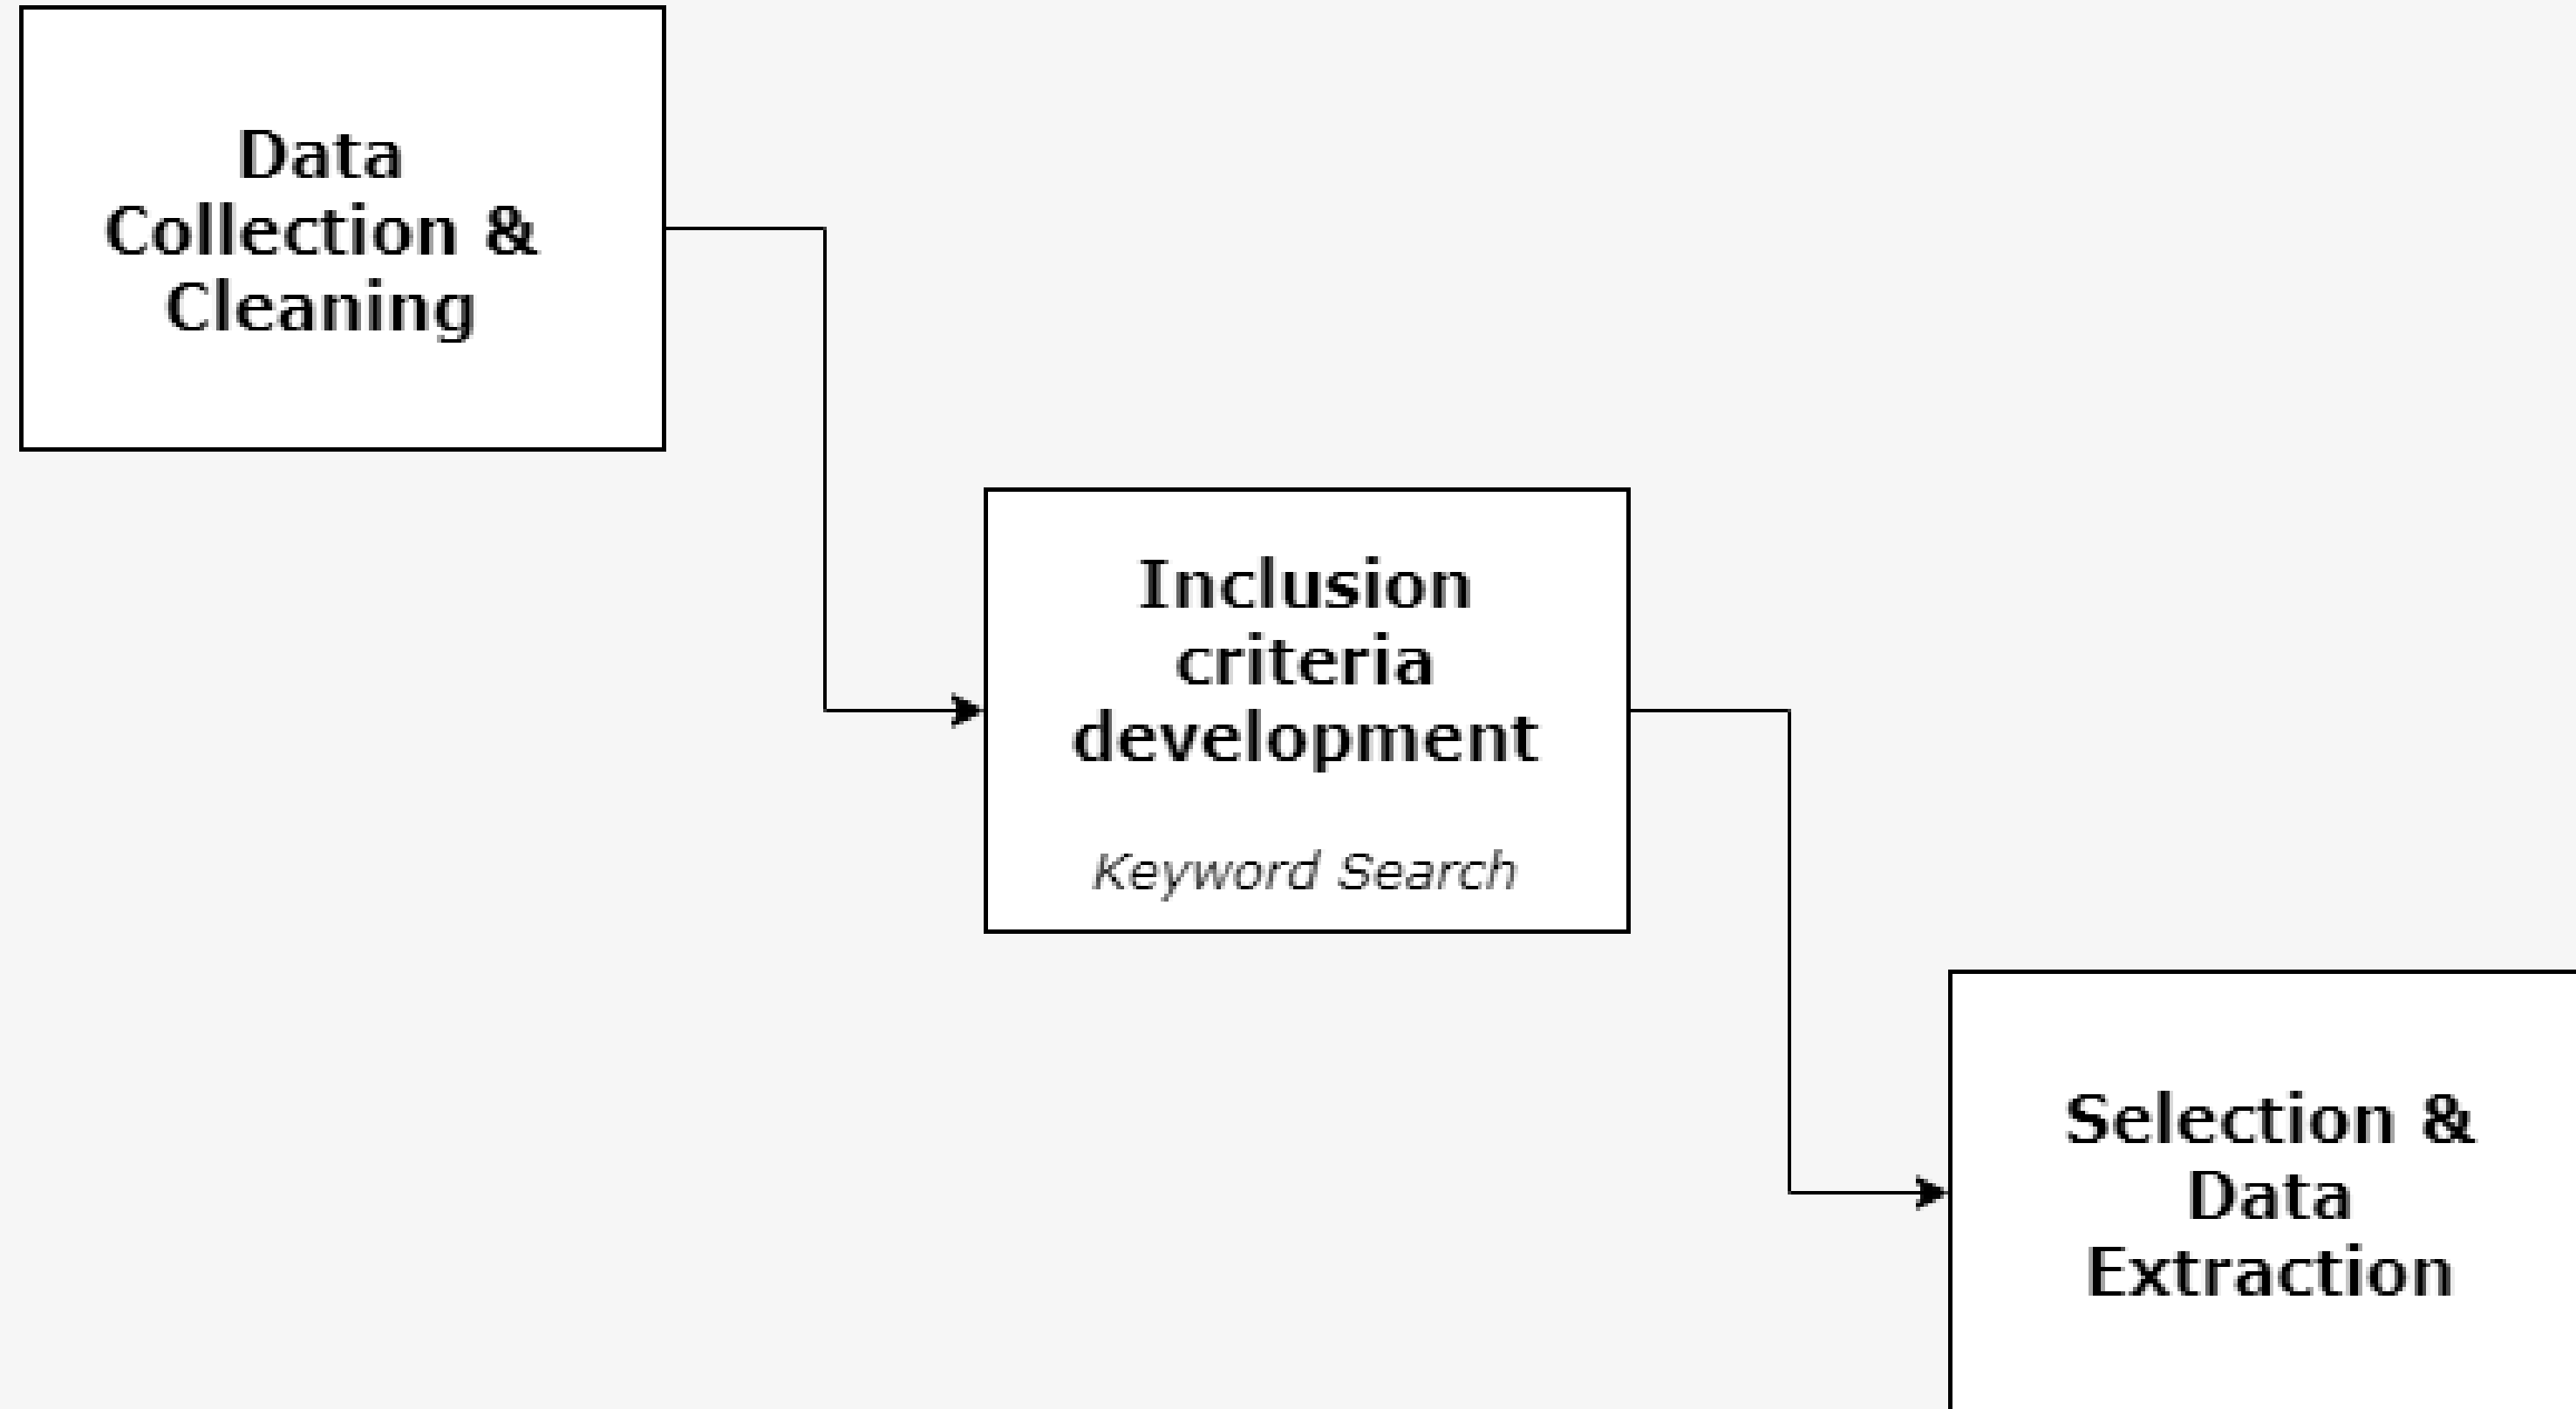 Data
Collection &
Cleaning
Inclusion
criteria
development
Keyword Search
Selection &
Data
Extraction